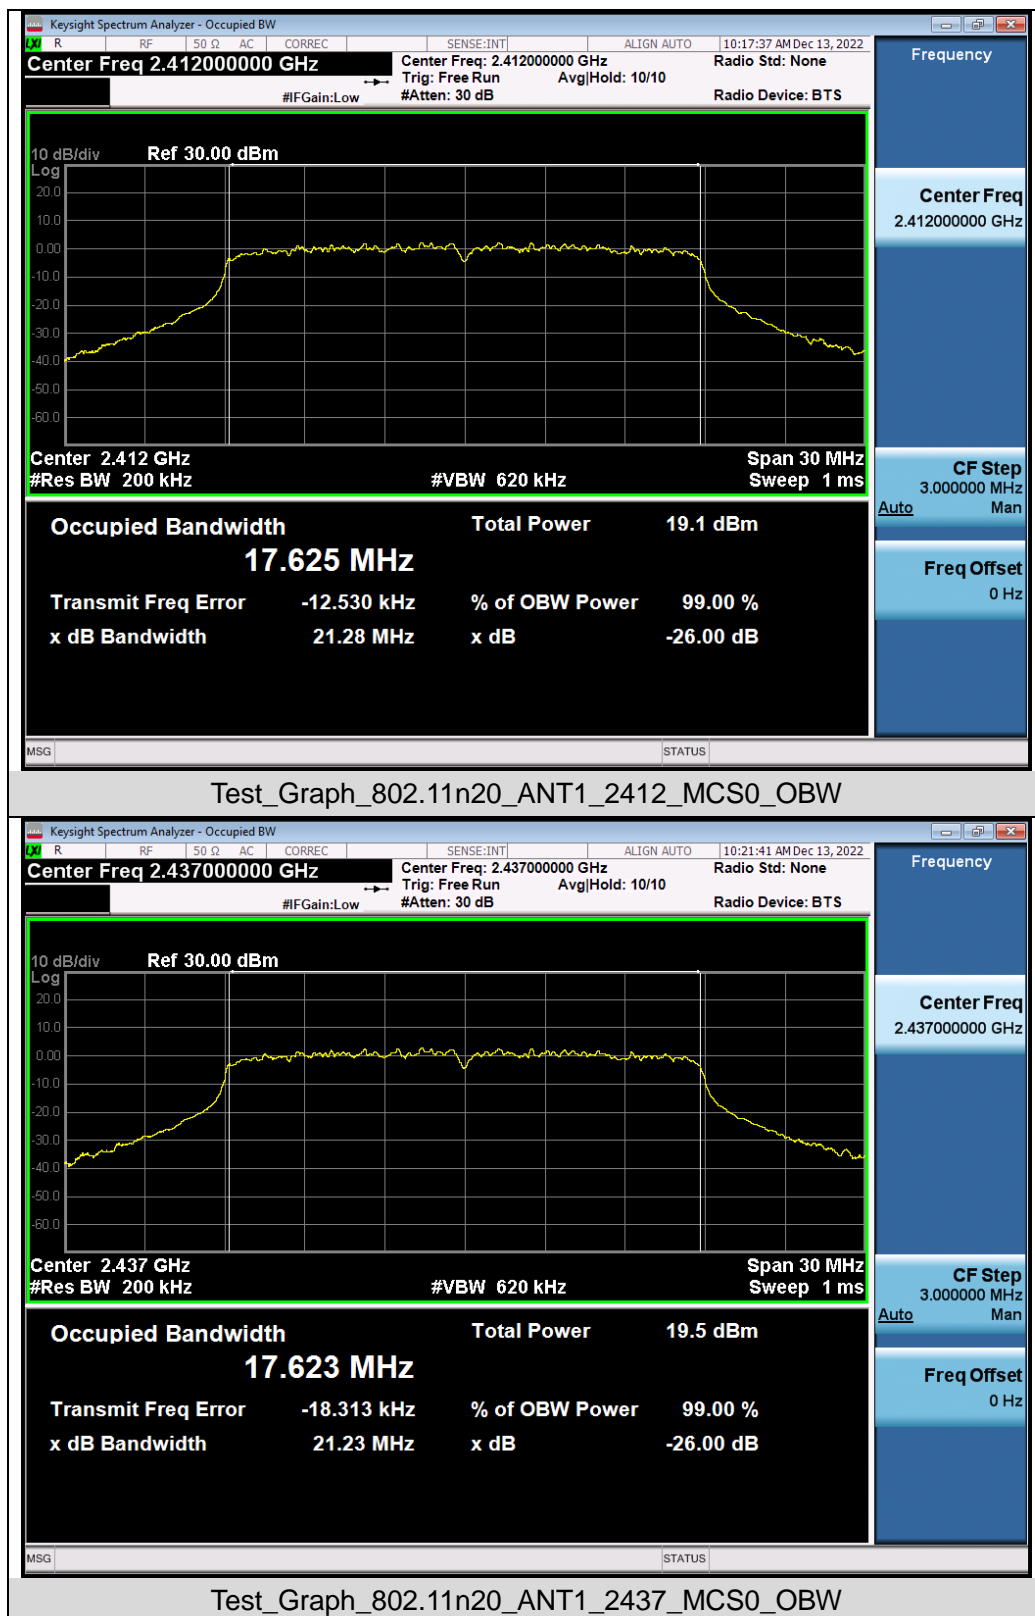 Keysight Spectrum Analyzer - Occupied BW
LXI R RF 50 Ω AC CORREC SENSE:INT ALIGN AUTO 10:17:37 AM Dec 13, 2022
Center Freq 2.412000000 GHz
Center Freq: 2.412000000 GHz Radio Std: None
Trig: Free Run Avg|Hold: 10/10
#IFGain:Low #Atten: 30 dB Radio Device: BTS
Frequency
10 dB/div Ref 30.00 dBm
Log
20.0
10.0
0.00
-10.0
-20.0
-30.0
-40.0
-50.0
-60.0
Center 2.412 GHz Span 30 MHz
#Res BW 200 kHz #VBW 620 kHz Sweep 1 ms
Center Freq
2.412000000 GHz
CF Step
3.000000 MHz
Auto Man
Freq Offset
0 Hz
Occupied Bandwidth Total Power 19.1 dBm
17.625 MHz
Transmit Freq Error -12.530 kHz % of OBW Power 99.00 %
x dB Bandwidth 21.28 MHz x dB -26.00 dB
MSG STATUS
Test_Graph_802.11n20_ANT1_2412_MCS0_OBW
Keysight Spectrum Analyzer - Occupied BW
LXI R RF 50 Ω AC CORREC SENSE:INT ALIGN AUTO 10:21:41 AM Dec 13, 2022
Center Freq 2.437000000 GHz
Center Freq: 2.437000000 GHz Radio Std: None
Trig: Free Run Avg|Hold: 10/10
#IFGain:Low #Atten: 30 dB Radio Device: BTS
Frequency
10 dB/div Ref 30.00 dBm
Log
20.0
10.0
0.00
-10.0
-20.0
-30.0
-40.0
-50.0
-60.0
Center 2.437 GHz Span 30 MHz
#Res BW 200 kHz #VBW 620 kHz Sweep 1 ms
Center Freq
2.437000000 GHz
CF Step
3.000000 MHz
Auto Man
Freq Offset
0 Hz
Occupied Bandwidth Total Power 19.5 dBm
17.623 MHz
Transmit Freq Error -18.313 kHz % of OBW Power 99.00 %
x dB Bandwidth 21.23 MHz x dB -26.00 dB
MSG STATUS
Test_Graph_802.11n20_ANT1_2437_MCS0_OBW